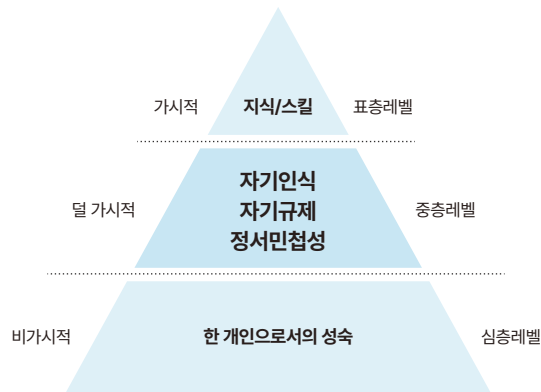 가시적 지식/스킬 표층레벨
덜 가시적
자기인식
자기규제
정서민첩성
중층레벨
비가시적 한 개인으로서의 성숙 심층레벨